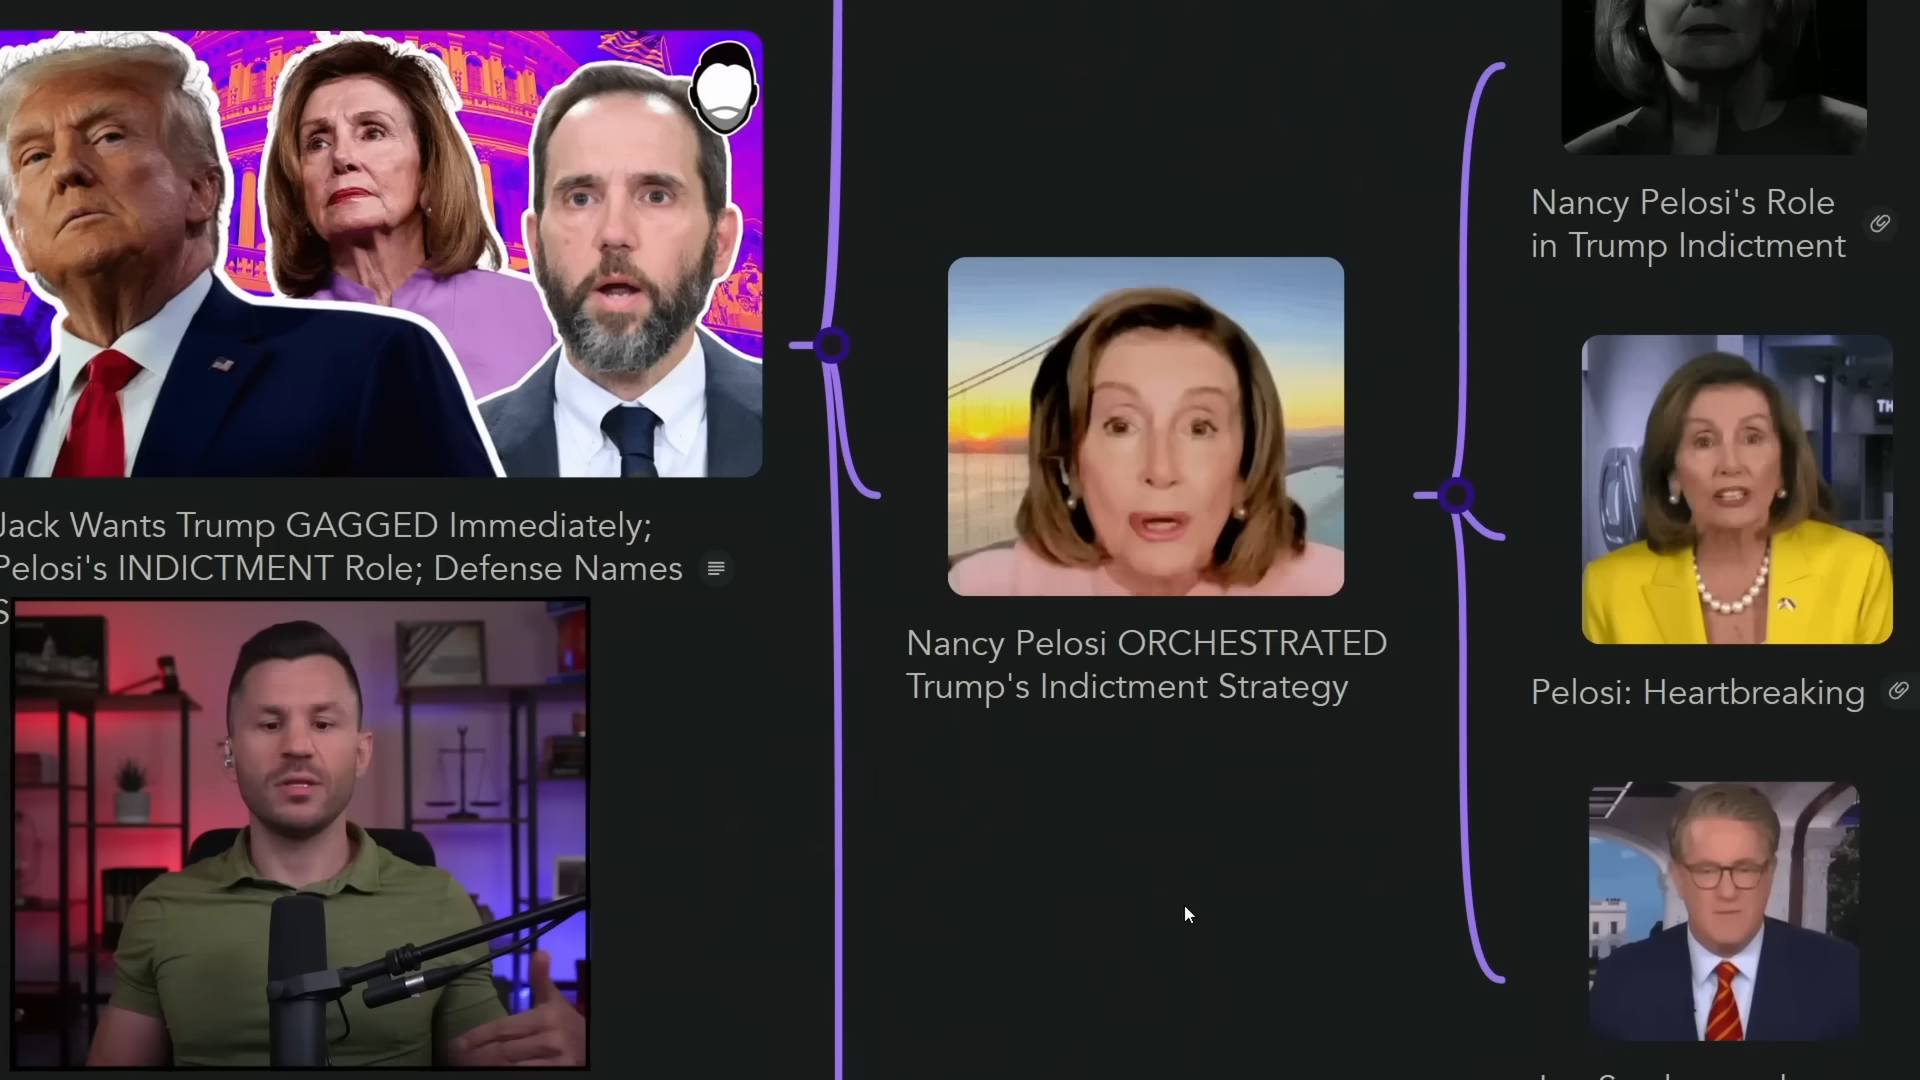 Jack Wants Trump GAGGED Immediately;
Pelosi's INDICTMENT Role; Defense Names
S
Nancy Pelosi ORCHESTRATED
Trump's Indictment Strategy
Nancy Pelosi's Role
in Trump Indictment
TH
Pelosi: Heartbreaking